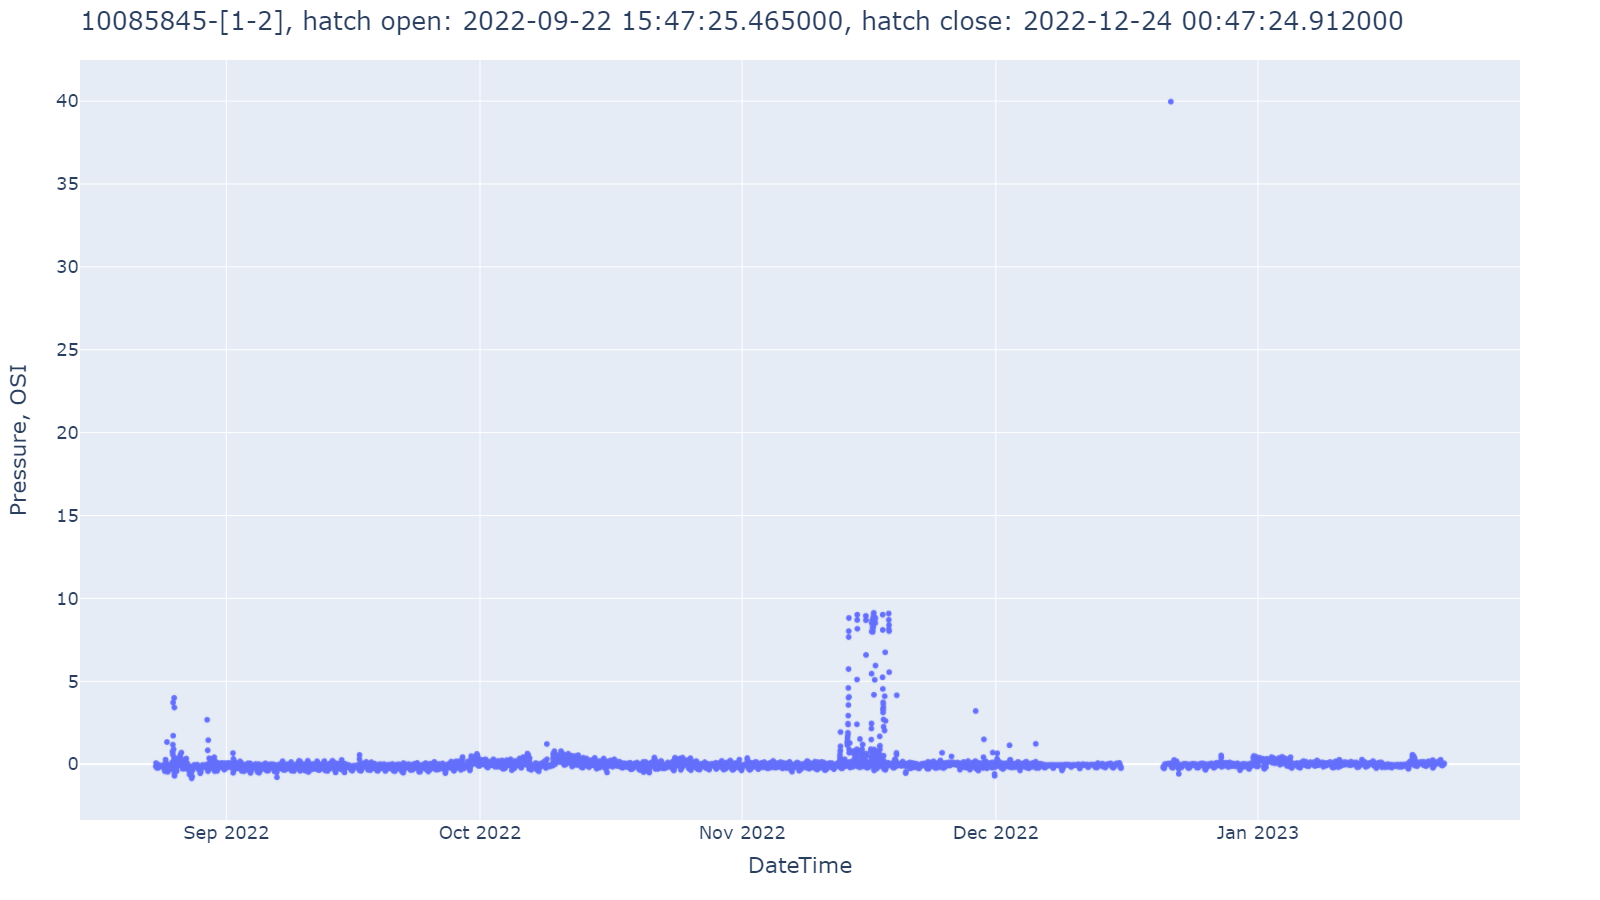 10085845-[1-2], hatch open: 2022-09-22 15:47:25.465000, hatch close: 2022-12-24 00:47:24.912000
40
35
30
25
20
15
10
5
0
Pressure, OSI
Sep 2022
Oct 2022
Nov 2022
Dec 2022
Jan 2023
DateTime